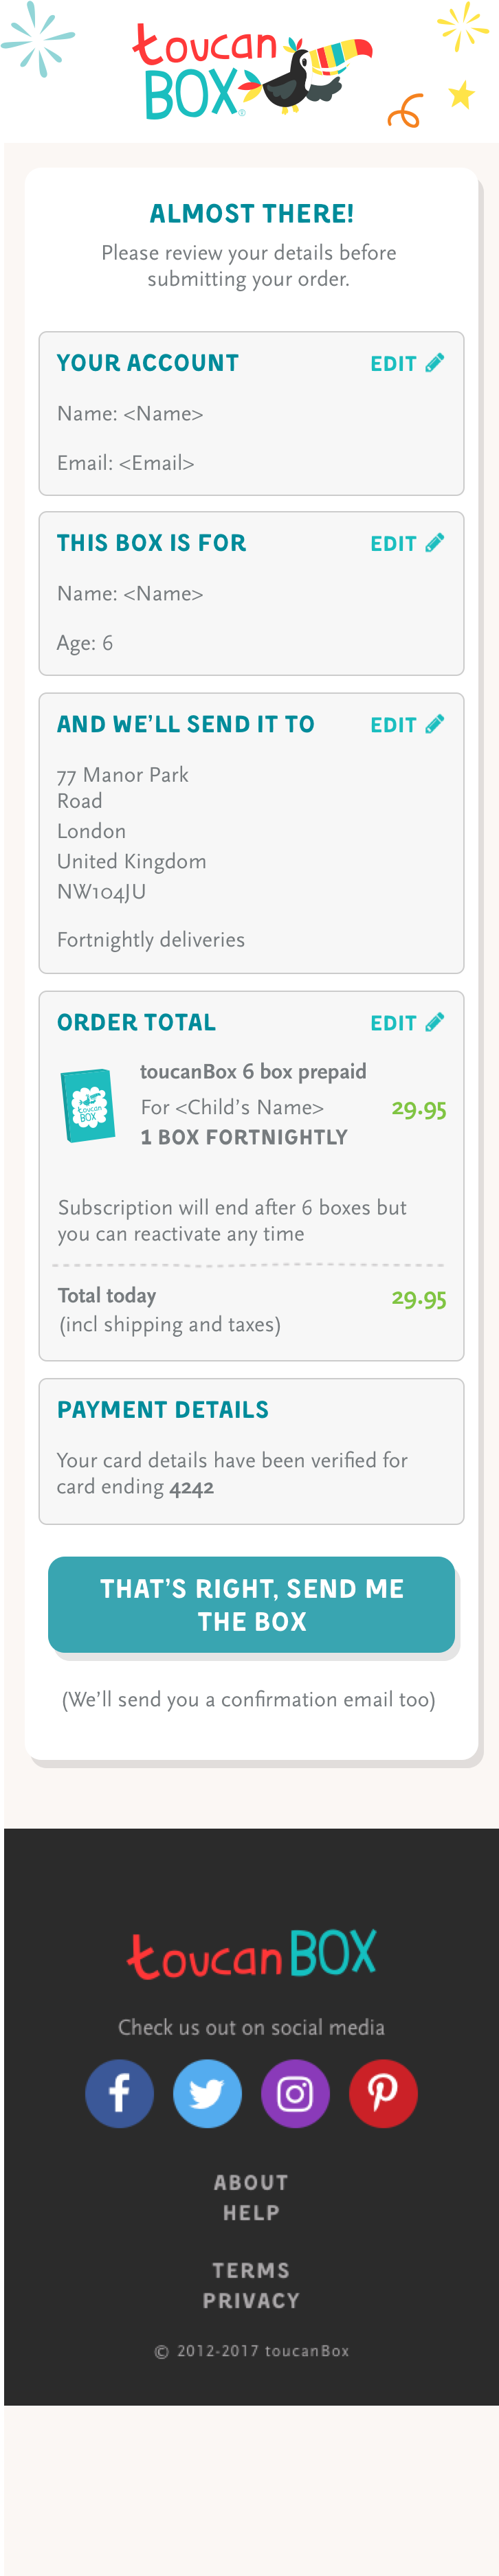 toucan
BOX®
ALMOST THERE!
Please review your details before
submitting your order.
YOUR ACCOUNT
EDIT
Name: <Name>
Email: <Email>
THIS BOX IS FOR
EDIT
Name: <Name>
Age: 6
AND WE'LL SEND IT TO
EDIT
77 Manor Park
Road
London
United Kingdom
NW104JU
Fortnightly deliveries
ORDER TOTAL
EDIT
toucan
BOX
toucanBox 6 box prepaid
For <Child's Name>
29.95
1 BOX FORTNIGHTLY
Subscription will end after 6 boxes but
you can reactivate any time
Total today
29.95
(incl shipping and taxes)
PAYMENT DETAILS
Your card details have been verified for
card ending 4242
THAT'S RIGHT, SEND ME
THE BOX
(We'll send you a confirmation email too)
toucanBOX
Check us out on social media
ABOUT
HELP
TERMS
PRIVACY
© 2012-2017 toucanBox